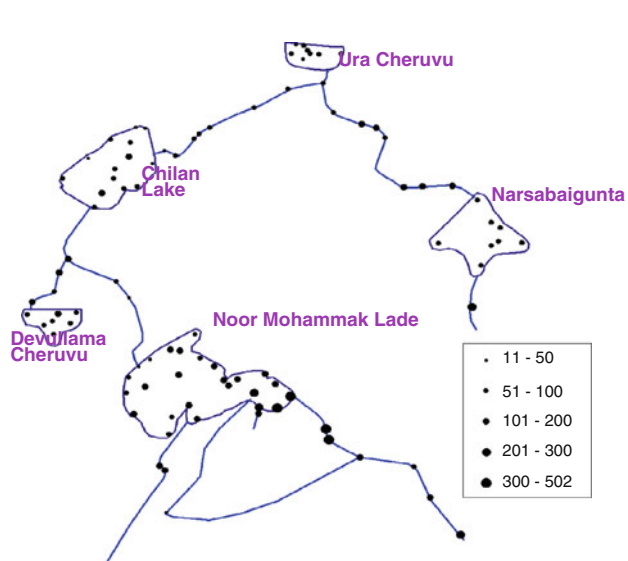 Ura Cheruvu
Chilan
Lake
Narsabaigunta
Noor Mohammak Lade
Devullama
Cheruvu
11 - 50
51 - 100
101 - 200
201 - 300
300 - 502